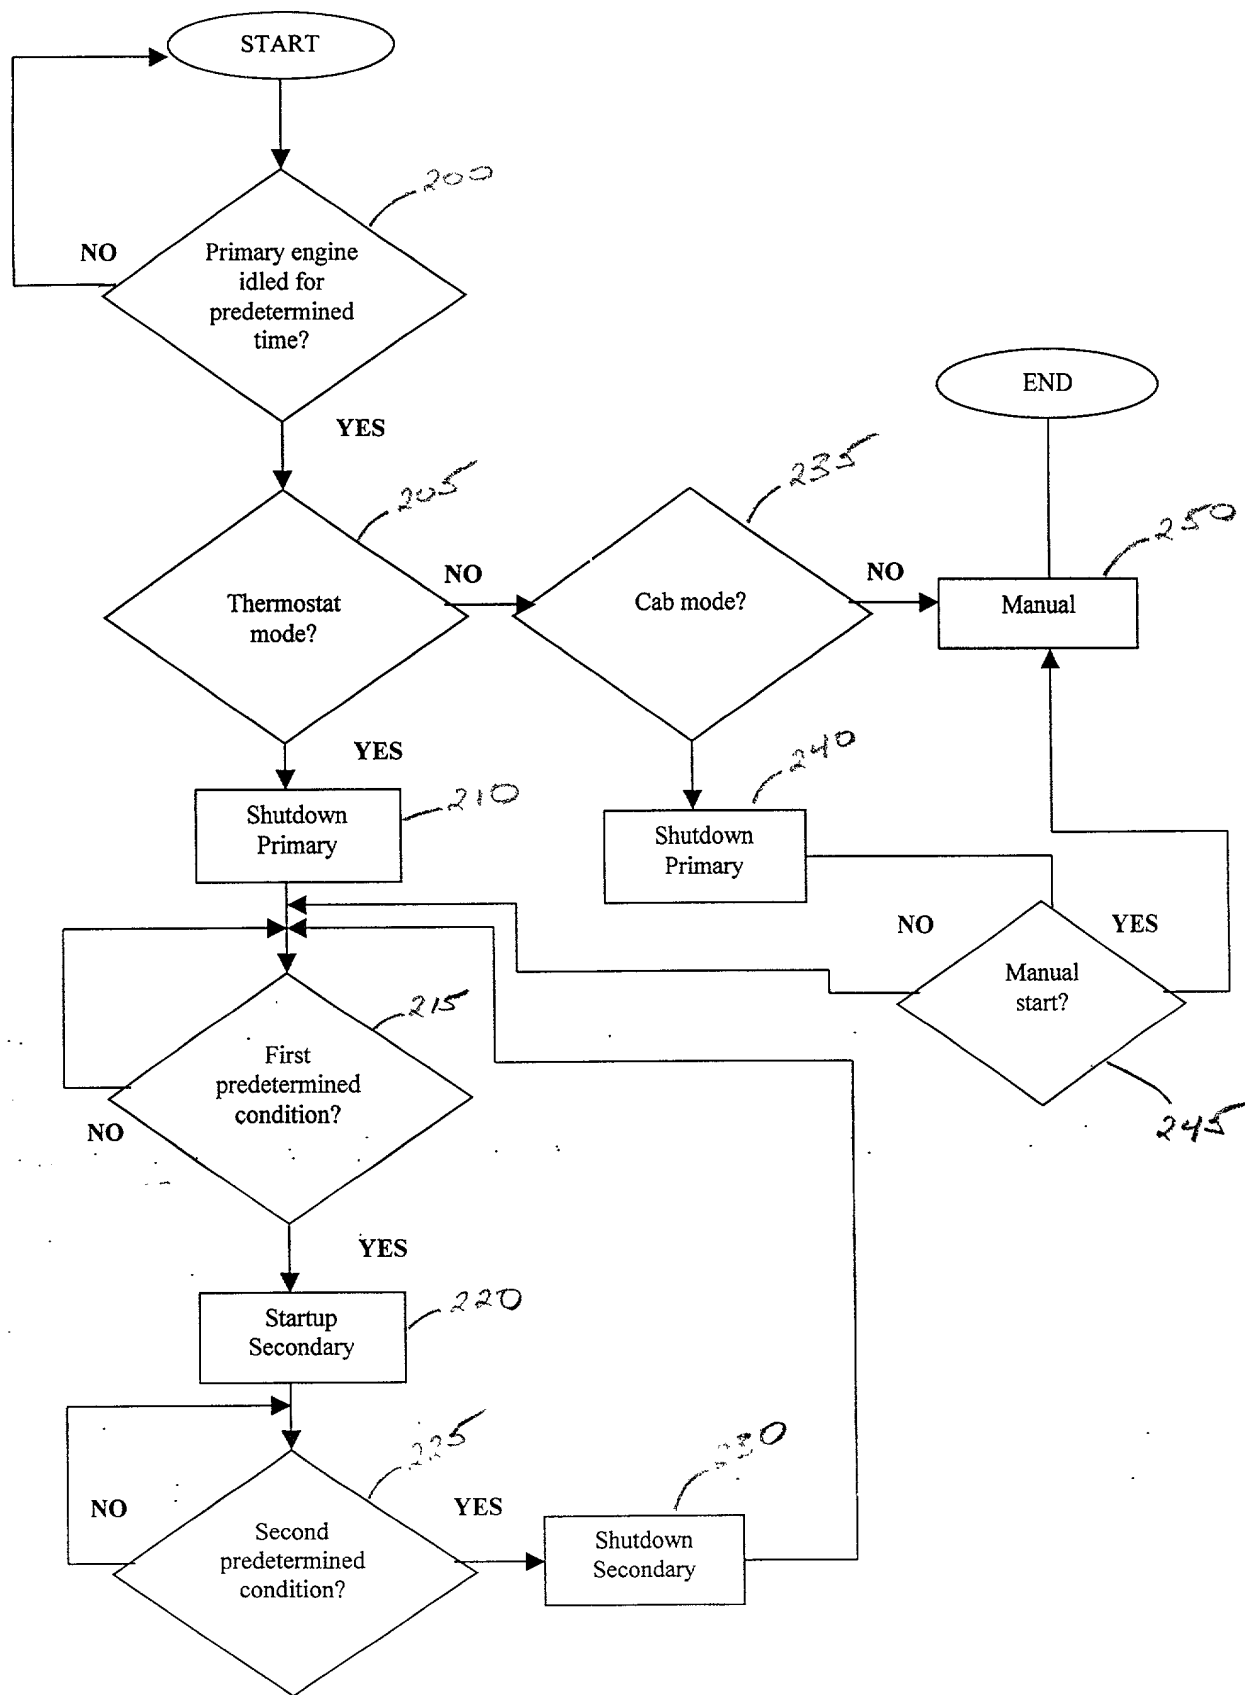 START
200
NO
Primary engine
idled for
predetermined
time?
YES
END
205
235
250
Thermostat
mode?
NO
Cab mode?
NO
Manual
YES
210
Shutdown
Primary
240
Shutdown
Primary
NO
YES
Manual
start?
245
215
First
predetermined
condition?
NO
YES
220
Startup
Secondary
225
230
NO
Second
predetermined
condition?
YES
Shutdown
Secondary